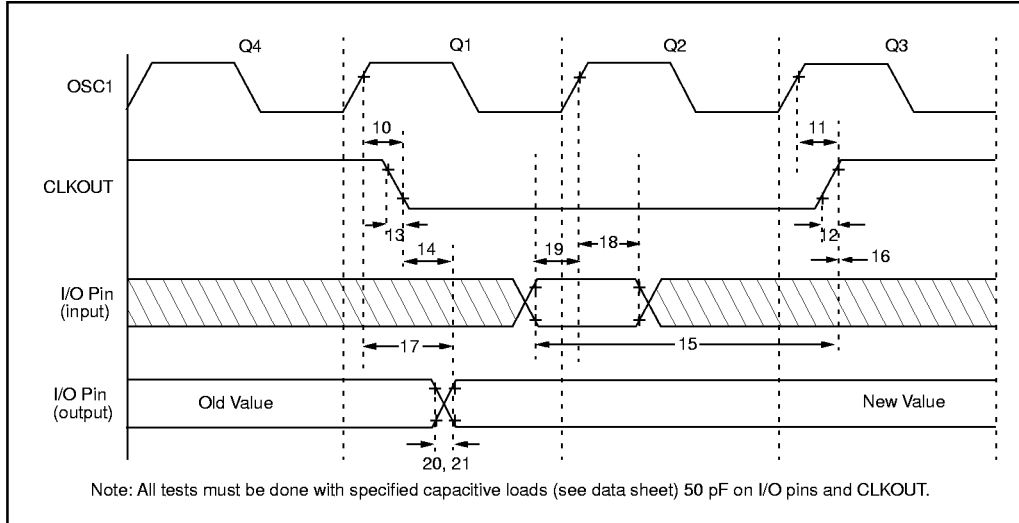 Q4 Q1 Q2 Q3
OSC1
10 11
CLKOUT
13 12
14 19 18 16
I/O Pin
(input)
17 15
I/O Pin
(output)
Old Value New Value
20, 21
Note: All tests must be done with specified capacitive loads (see data sheet) 50 pF on I/O pins and CLKOUT.